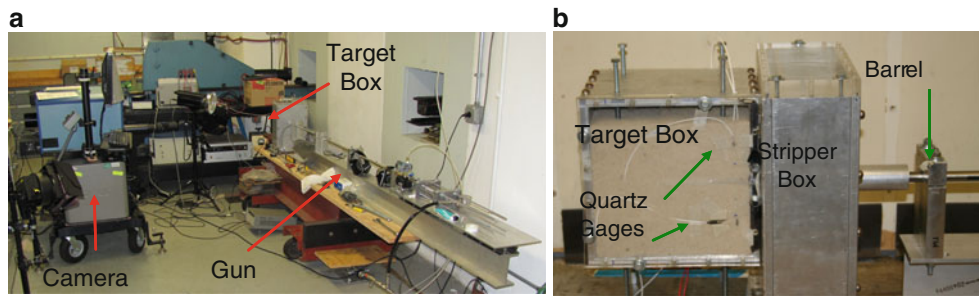 a
Target
Box
Camera
Gun
b
Barrel
Target Box
Stripper
Box
Quartz
Gages